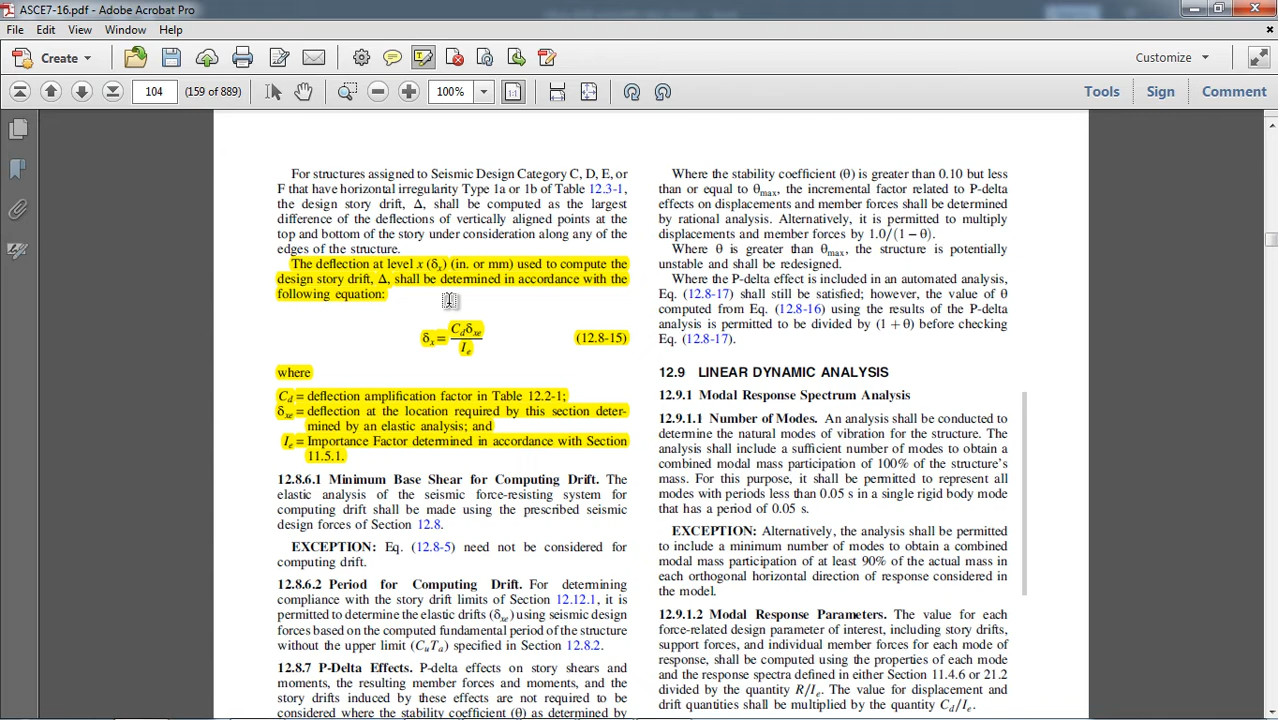 ASCE7-16.pdf - Adobe Acrobat Pro
File Edit View Window Help
Create
Customize
104 (159 of 889)
100%
Tools Sign Comment
For structures assigned to Seismic Design Category C, D, E, or
F that have horizontal irregularity Type 1a or 1b of Table 12.3-1,
the design story drift, Δ, shall be computed as the largest
difference of the deflections of vertically aligned points at the
top and bottom of the story under consideration along any of the
edges of the structure.
The deflection at level x (δx) (in. or mm) used to compute the
design story drift, Δ, shall be determined in accordance with the
following equation:
δx = Cdδxe / Ie (12.8-15)
where
Cd = deflection amplification factor in Table 12.2-1;
δxe = deflection at the location required by this section deter-
mined by an elastic analysis; and
Ie = Importance Factor determined in accordance with Section
11.5.1.
12.8.6.1 Minimum Base Shear for Computing Drift. The
elastic analysis of the seismic force-resisting system for
computing drift shall be made using the prescribed seismic
design forces of Section 12.8.
EXCEPTION: Eq. (12.8-5) need not be considered for
computing drift.
12.8.6.2 Period for Computing Drift. For determining
compliance with the story drift limits of Section 12.12.1, it is
permitted to determine the elastic drifts (δxe) using seismic design
forces based on the computed fundamental period of the structure
without the upper limit (CuTa) specified in Section 12.8.2.
12.8.7 P-Delta Effects. P-delta effects on story shears and
moments, the resulting member forces and moments, and the
story drifts induced by these effects are not required to be
considered where the stability coefficient (θ) as determined by
Where the stability coefficient (θ) is greater than 0.10 but less
than or equal to θmax, the incremental factor related to P-delta
effects on displacements and member forces shall be determined
by rational analysis. Alternatively, it is permitted to multiply
displacements and member forces by 1.0/(1 − θ).
Where θ is greater than θmax, the structure is potentially
unstable and shall be redesigned.
Where the P-delta effect is included in an automated analysis,
Eq. (12.8-17) shall still be satisfied; however, the value of θ
computed from Eq. (12.8-16) using the results of the P-delta
analysis is permitted to be divided by (1 + θ) before checking
Eq. (12.8-17).
12.9 LINEAR DYNAMIC ANALYSIS
12.9.1 Modal Response Spectrum Analysis
12.9.1.1 Number of Modes. An analysis shall be conducted to
determine the natural modes of vibration for the structure. The
analysis shall include a sufficient number of modes to obtain a
combined modal mass participation of 100% of the structure's
mass. For this purpose, it shall be permitted to represent all
modes with periods less than 0.05 s in a single rigid body mode
that has a period of 0.05 s.
EXCEPTION: Alternatively, the analysis shall be permitted
to include a minimum number of modes to obtain a combined
modal mass participation of at least 90% of the actual mass in
each orthogonal horizontal direction of response considered in
the model.
12.9.1.2 Modal Response Parameters. The value for each
force-related design parameter of interest, including story drifts,
support forces, and individual member forces for each mode of
response, shall be computed using the properties of each mode
and the response spectra defined in either Section 11.4.6 or 21.2
divided by the quantity R/Ie. The value for displacement and
drift quantities shall be multiplied by the quantity Cd/Ie.